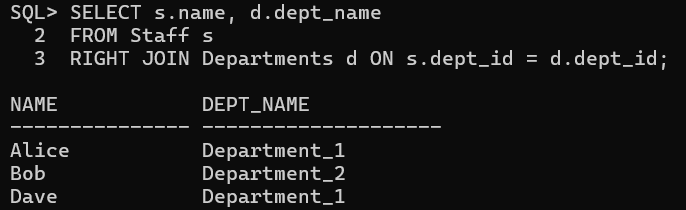 SQL> SELECT s.name, d.dept_name
  2  FROM Staff s
  3  RIGHT JOIN Departments d ON s.dept_id = d.dept_id;

NAME            DEPT_NAME
--------------- --------------------
Alice           Department_1
Bob             Department_2
Dave            Department_1